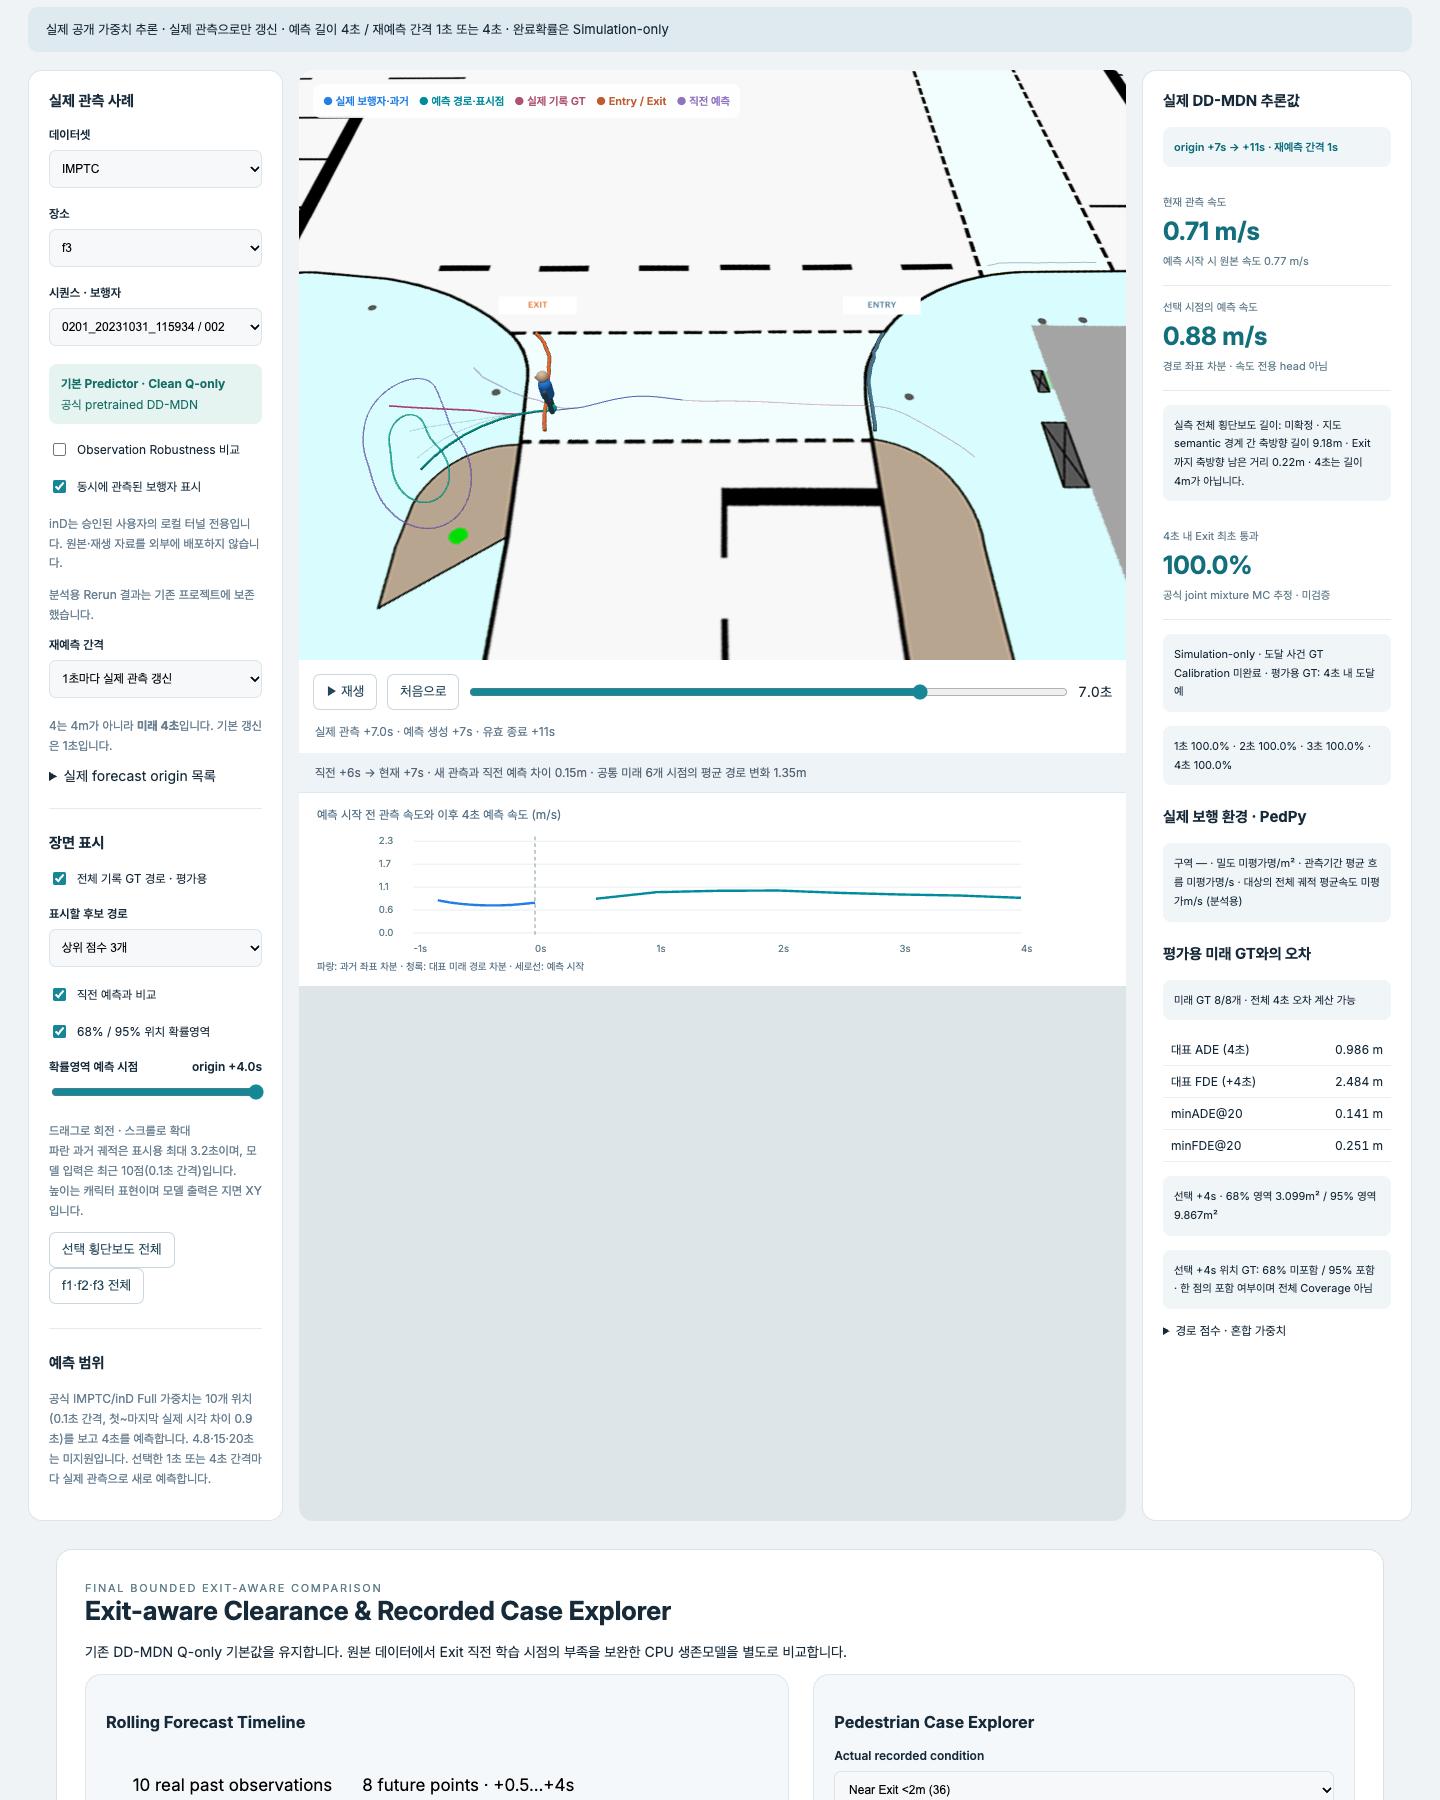 실제 공개 가중치 추론 · 실제 관측으로만 갱신 · 예측 길이 4초 / 재예측 간격 1초 또는 4초 · 완료확률은 Simulation-only
실제 관측 사례
데이터셋
IMPTC
장소
f3
시퀀스 · 보행자
0201_20231031_115934 / 002
기본 Predictor · Clean Q-only
공식 pretrained DD-MDN
Observation Robustness 비교
동시에 관측된 보행자 표시
inD는 승인된 사용자의 로컬 터널 전용입니
다. 원본·재생 자료를 외부에 배포하지 않습니
다.
분석용 Rerun 결과는 기존 프로젝트에 보존
했습니다.
재예측 간격
1초마다 실제 관측 갱신
4는 4m가 아니라 미래 4초입니다. 기본 갱신
은 1초입니다.
▶ 실제 forecast origin 목록
장면 표시
전체 기록 GT 경로 · 평가용
표시할 후보 경로
상위 점수 3개
직전 예측과 비교
68% / 95% 위치 확률영역
확률영역 예측 시점 origin +4.0s
드래그로 회전 · 스크롤로 확대
파란 과거 궤적은 표시용 최대 3.2초이며, 모
델 입력은 최근 10점(0.1초 간격)입니다.
높이는 캐릭터 표현이며 모델 출력은 지면 XY
입니다.
선택 횡단보도 전체
f1·f2·f3 전체
예측 범위
공식 IMPTC/inD Full 가중치는 10개 위치
(0.1초 간격, 첫~마지막 실제 시각 차이 0.9
초)를 보고 4초를 예측합니다. 4.8·15·20초
는 미지원입니다. 선택한 1초 또는 4초 간격마
다 실제 관측으로 새로 예측합니다.
● 실제 보행자·과거 ● 예측 경로·표시점 ● 실제 기록 GT ● Entry / Exit ● 직전 예측
EXIT
ENTRY
▶ 재생
처음으로
7.0초
실제 관측 +7.0s · 예측 생성 +7s · 유효 종료 +11s
직전 +6s → 현재 +7s · 새 관측과 직전 예측 차이 0.15m · 공통 미래 6개 시점의 평균 경로 변화 1.35m
예측 시작 전 관측 속도와 이후 4초 예측 속도 (m/s)
2.3
1.7
1.1
0.6
0.0
-1s 0s 1s 2s 3s 4s
파랑: 과거 좌표 차분 · 청록: 대표 미래 경로 차분 · 세로선: 예측 시작
실제 DD-MDN 추론값
origin +7s → +11s · 재예측 간격 1s
현재 관측 속도
0.71 m/s
예측 시작 시 원본 속도 0.77 m/s
선택 시점의 예측 속도
0.88 m/s
경로 좌표 차분 · 속도 전용 head 아님
실측 전체 횡단보도 길이: 미확정 · 지도
semantic 경계 간 축방향 길이 9.18m · Exit
까지 축방향 남은 거리 0.22m · 4초는 길이
4m가 아닙니다.
4초 내 Exit 최초 통과
100.0%
공식 joint mixture MC 추정 · 미검증
Simulation-only · 도달 사건 GT
Calibration 미완료 · 평가용 GT: 4초 내 도달
예
1초 100.0% · 2초 100.0% · 3초 100.0% ·
4초 100.0%
실제 보행 환경 · PedPy
구역 — · 밀도 미평가명/m² · 관측기간 평균 흐
름 미평가명/s · 대상의 전체 궤적 평균속도 미평
가m/s (분석용)
평가용 미래 GT와의 오차
미래 GT 8/8개 · 전체 4초 오차 계산 가능
대표 ADE (4초) 0.986 m
대표 FDE (+4초) 2.484 m
minADE@20 0.141 m
minFDE@20 0.251 m
선택 +4s · 68% 영역 3.099m² / 95% 영역
9.867m²
선택 +4s 위치 GT: 68% 미포함 / 95% 포함
· 한 점의 포함 여부이며 전체 Coverage 아님
▶ 경로 점수 · 혼합 가중치
FINAL BOUNDED EXIT-AWARE COMPARISON
Exit-aware Clearance & Recorded Case Explorer
기존 DD-MDN Q-only 기본값을 유지합니다. 원본 데이터에서 Exit 직전 학습 시점의 부족을 보완한 CPU 생존모델을 별도로 비교합니다.
Rolling Forecast Timeline
10 real past observations 8 future points · +0.5…+4s
Pedestrian Case Explorer
Actual recorded condition
Near Exit <2m (36)